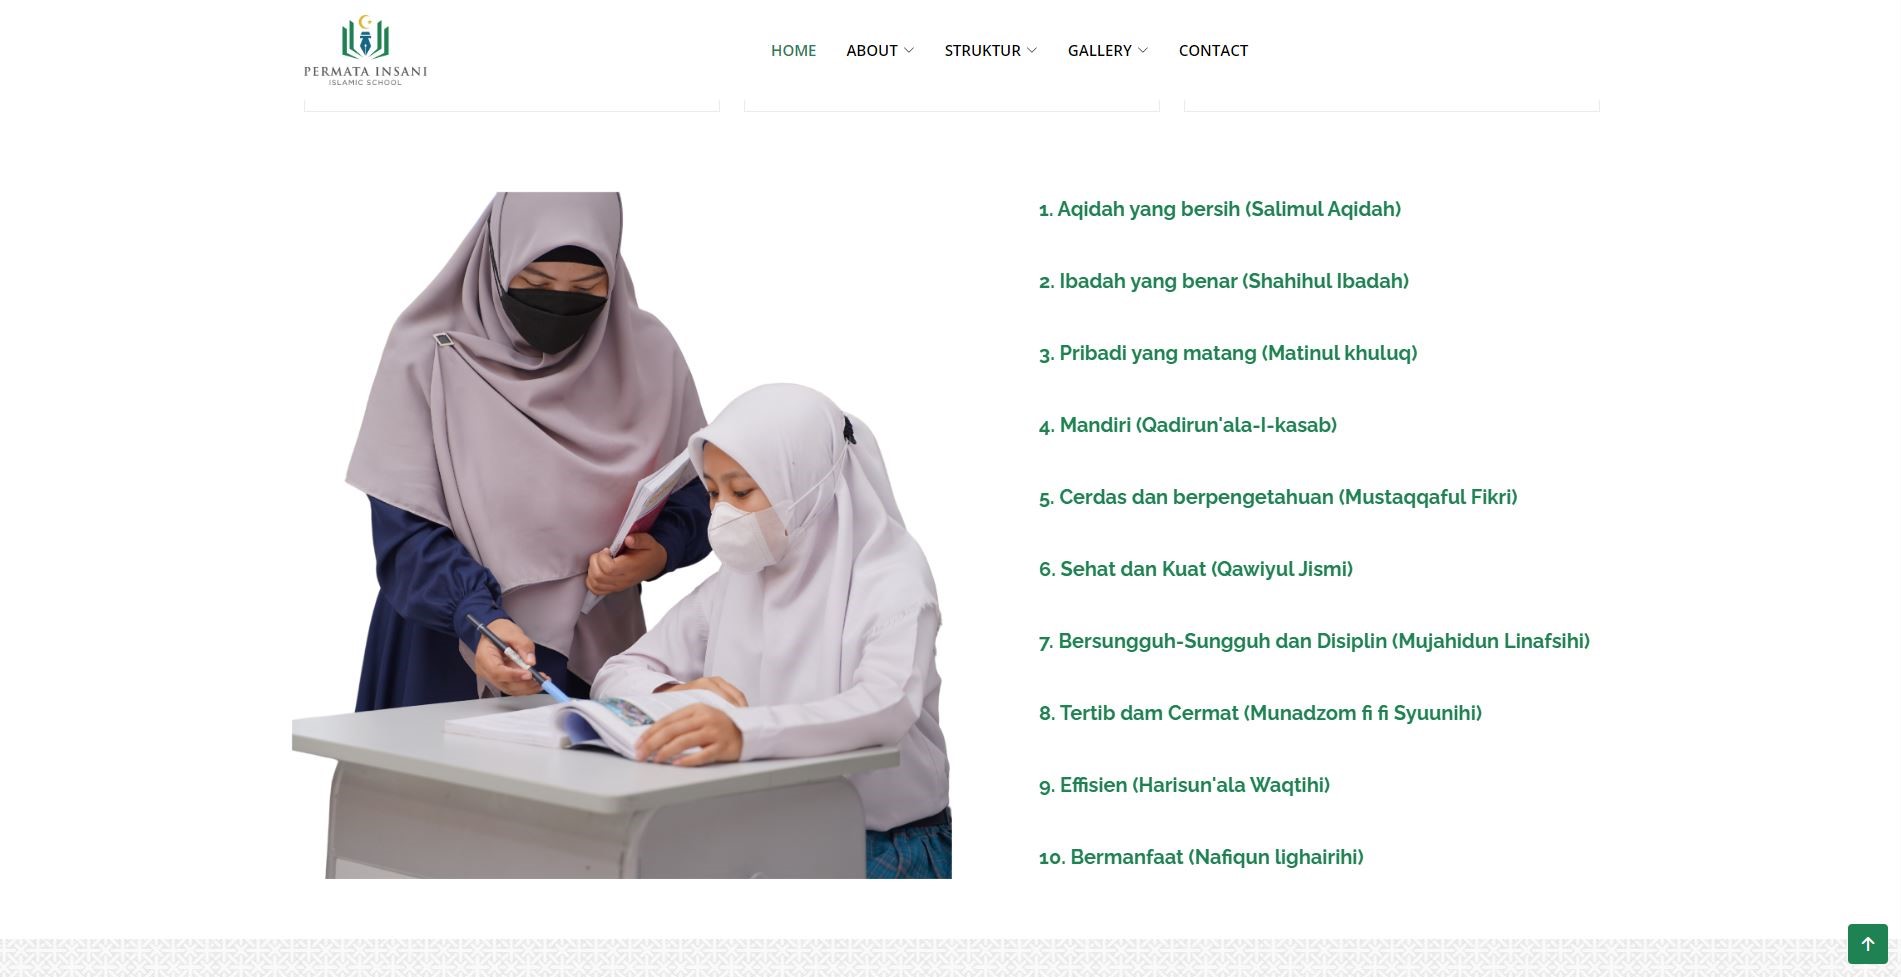 PERMATA INSANI
ISLAMIC SCHOOL
HOME
ABOUT
STRUKTUR
GALLERY
CONTACT
1. Aqidah yang bersih (Salimul Aqidah)
2. Ibadah yang benar (Shahihul Ibadah)
3. Pribadi yang matang (Matinul khuluq)
4. Mandiri (Qadirun'ala-I-kasab)
5. Cerdas dan berpengetahuan (Mustaqqaful Fikri)
6. Sehat dan Kuat (Qawiyul Jismi)
7. Bersungguh-Sungguh dan Disiplin (Mujahidun Linafsihi)
8. Tertib dam Cermat (Munadzom fi fi Syuunihi)
9. Effisien (Harisun'ala Waqtihi)
10. Bermanfaat (Nafiqun lighairihi)